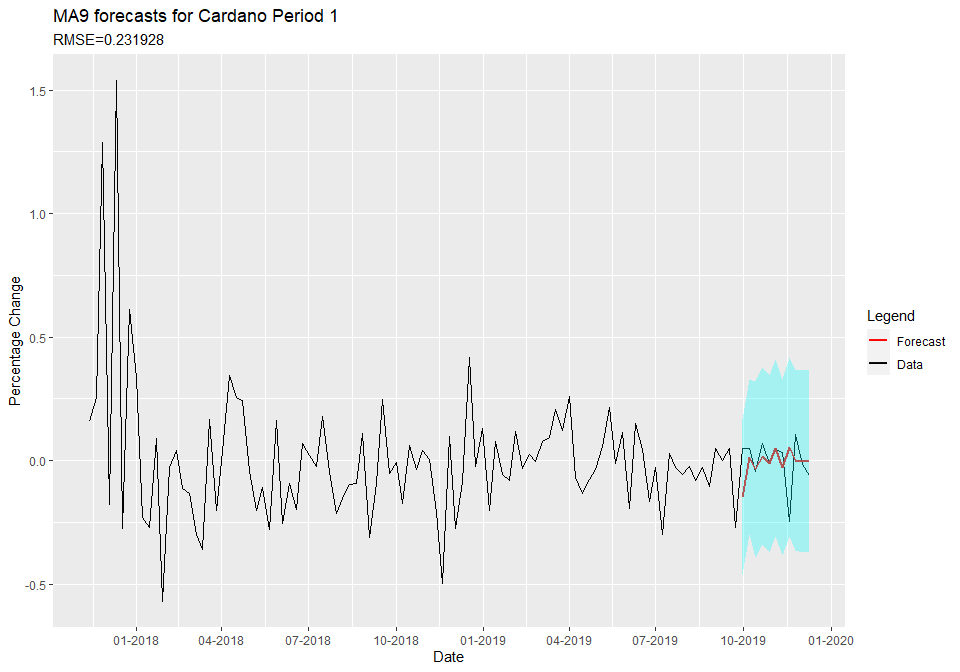 MA9 forecasts for Cardano Period 1
RMSE=0.231928
Percentage Change
1.5
1.0
0.5
0.0
-0.5
01-2018
04-2018
07-2018
10-2018
01-2019
04-2019
07-2019
10-2019
01-2020
Date
Legend
Forecast
Data